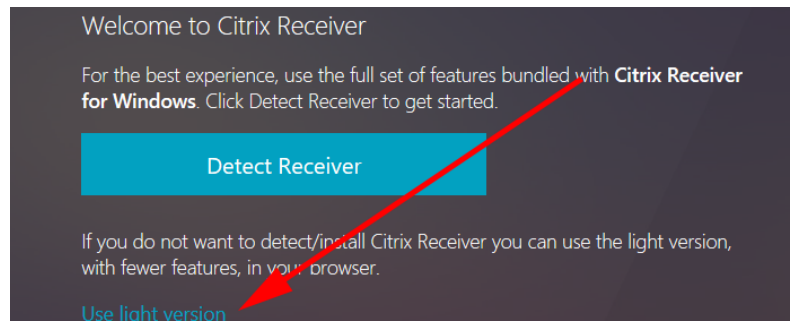 Welcome to Citrix Receiver
For the best experience, use the full set of features bundled with Citrix Receiver
for Windows. Click Detect Receiver to get started.
Detect Receiver
If you do not want to detect/install Citrix Receiver you can use the light version,
with fewer features, in your browser.
Use light version